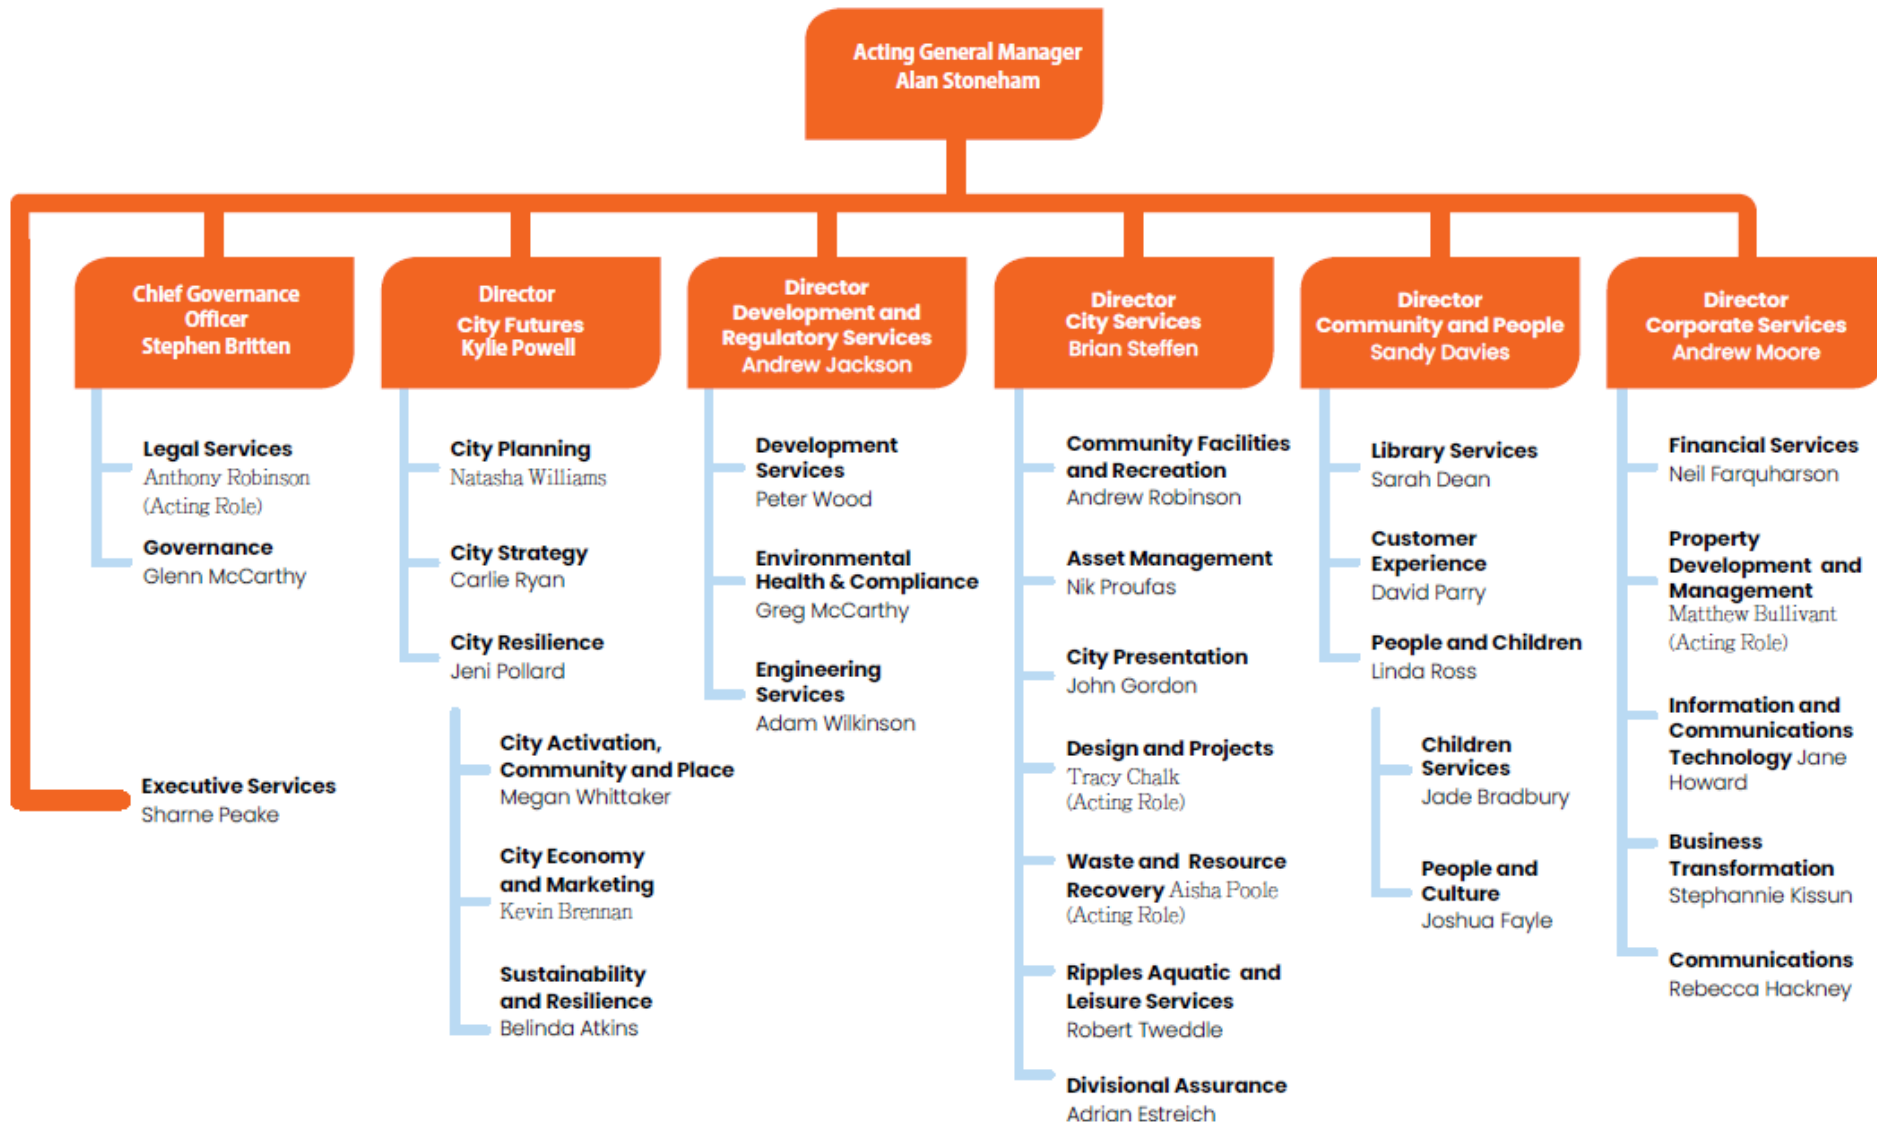 Acting General Manager
Alan Stoneham
Chief Governance
Officer
Stephen Britten
Legal Services
Anthony Robinson
(Acting Role)
Governance
Glenn McCarthy
Executive Services
Sharne Peake
Director
City Futures
Kylie Powell
City Planning
Natasha Williams
City Strategy
Carlie Ryan
City Resilience
Jeni Pollard
City Activation,
Community and Place
Megan Whittaker
City Economy
and Marketing
Kevin Brennan
Sustainability
and Resilience
Belinda Atkins
Director
Development and
Regulatory Services
Andrew Jackson
Development
Services
Peter Wood
Environmental
Health & Compliance
Greg McCarthy
Engineering
Services
Adam Wilkinson
Director
City Services
Brian Steffen
Community Facilities
and Recreation
Andrew Robinson
Asset Management
Nik Proufas
City Presentation
John Gordon
Design and Projects
Tracy Chalk
(Acting Role)
Waste and Resource
Recovery Aisha Poole
(Acting Role)
Ripples Aquatic and
Leisure Services
Robert Tweddle
Divisional Assurance
Adrian Estreich
Director
Community and People
Sandy Davies
Library Services
Sarah Dean
Customer
Experience
David Parry
People and Children
Linda Ross
Children
Services
Jade Bradbury
People and
Culture
Joshua Fayle
Director
Corporate Services
Andrew Moore
Financial Services
Neil Farquharson
Property
Development and
Management
Matthew Bullivant
(Acting Role)
Information and
Communications
Technology Jane
Howard
Business
Transformation
Stephannie Kissun
Communications
Rebecca Hackney